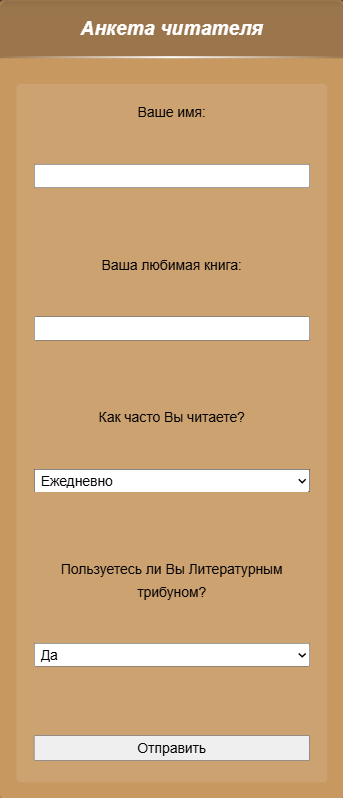 Анкета читателя
Ваше имя:
Ваша любимая книга:
Как часто Вы читаете?
Ежедневно
Пользуетесь ли Вы Литературным
трибуном?
Да
Отправить